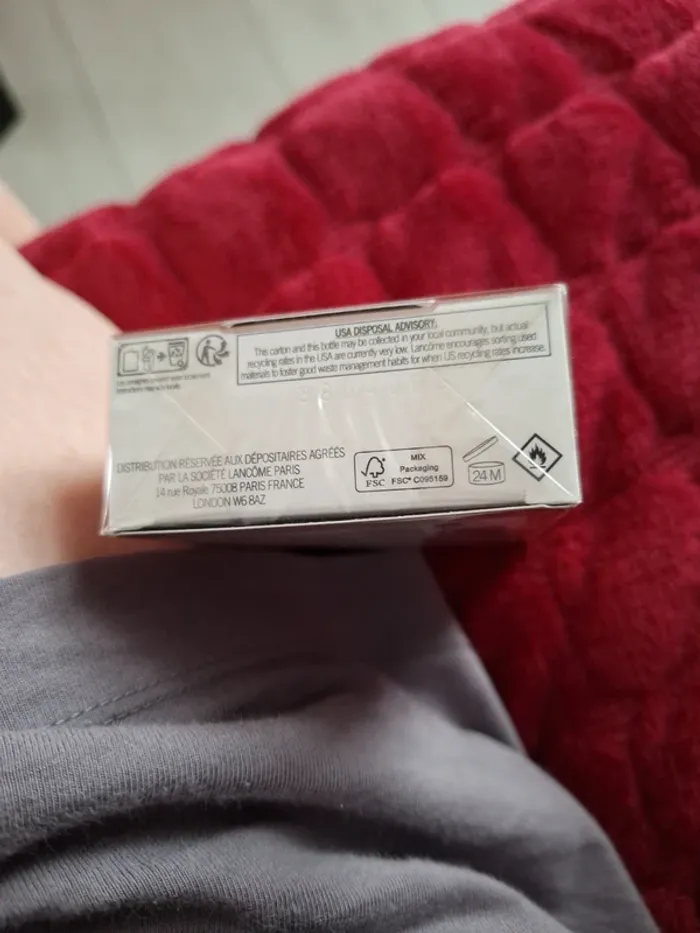 USA DISPOSAL ADVISORY:
This carton and this bottle may be collected in your local community, but actual
recycling rates in the USA are currently very low. Lancôme encourages sorting used
materials to foster good waste management habits for when US recycling rates increase.
DISTRIBUTION RÉSERVÉE AUX DÉPOSITAIRES AGRÉÉS
PAR LA SOCIÉTÉ LANCÔME PARIS
14 rue Royale 75008 PARIS FRANCE
LONDON W6 8AZ
FSC
MIX
Packaging
FSC® C095159
24 M